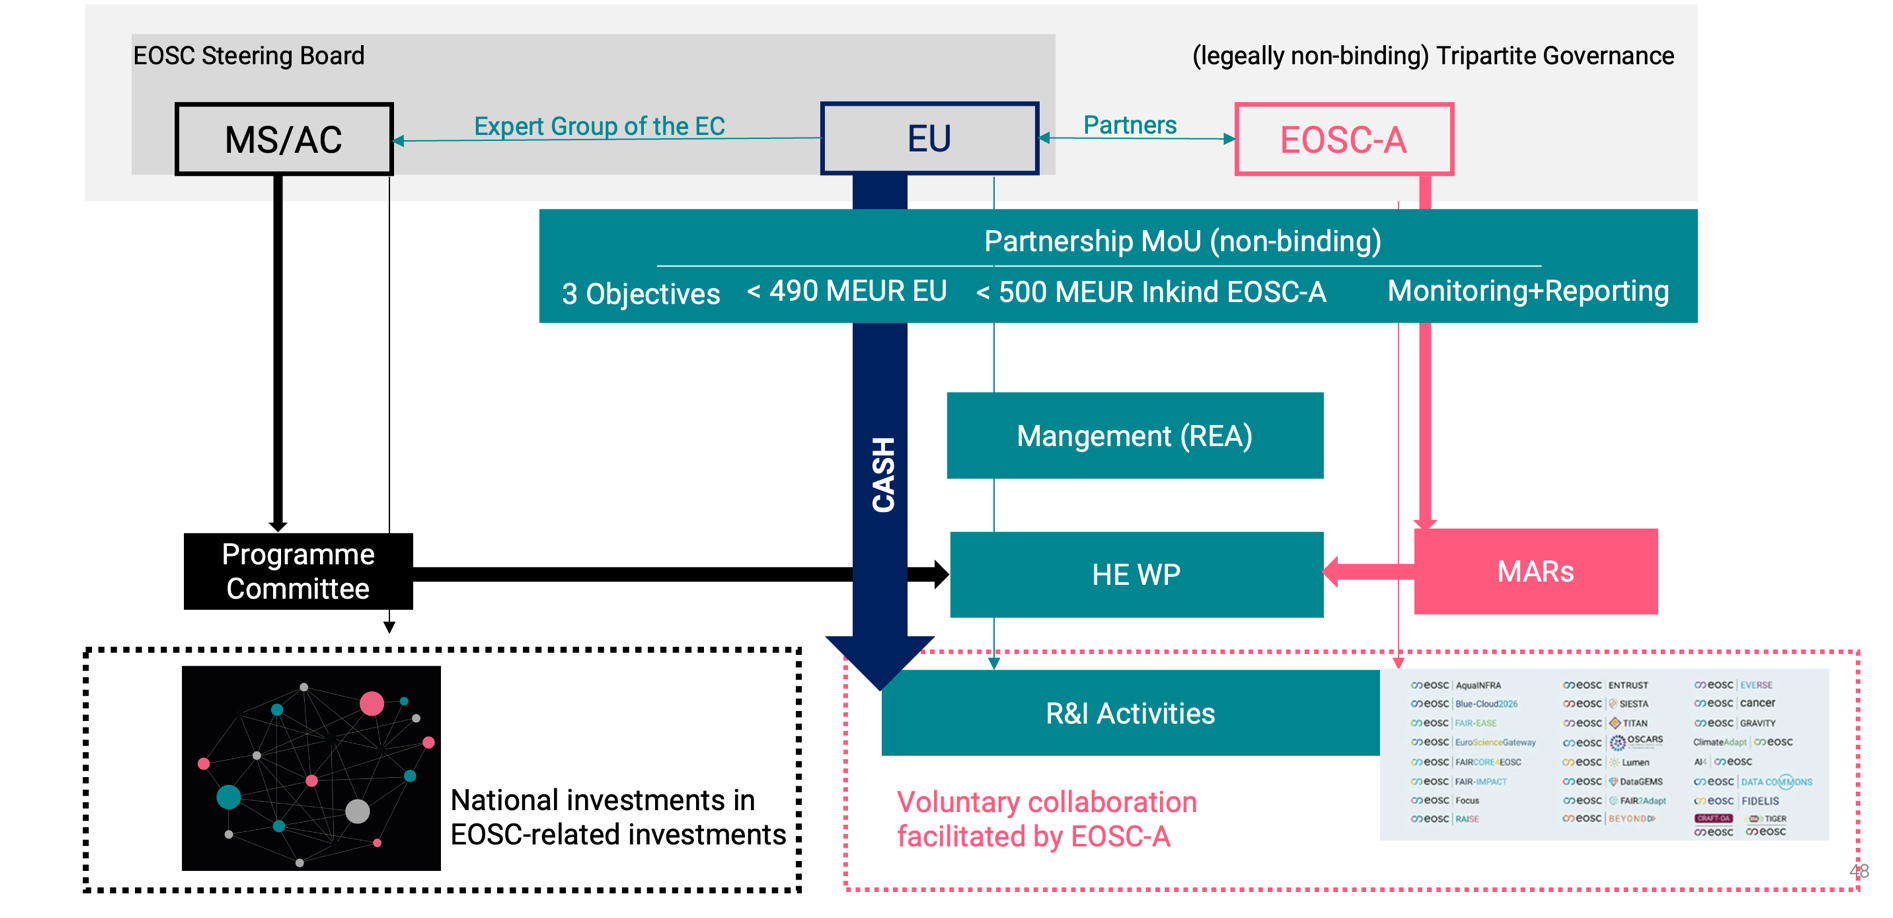 EOSC Steering Board
(legeally non-binding) Tripartite Governance
MS/AC
Expert Group of the EC
EU
Partners
EOSC-A
Partnership MoU (non-binding)
3 Objectives
< 490 MEUR EU
< 500 MEUR Inkind EOSC-A
Monitoring+Reporting
CASH
Mangement (REA)
Programme
Committee
HE WP
MARs
National investments in
EOSC-related investments
R&I Activities
Voluntary collaboration
facilitated by EOSC-A
eosc | AquaINFRA
eosc | Blue-Cloud2026
eosc | FAIR-EASE
eosc | EuroScienceGateway
eosc | FAIRCORE4EOSC
eosc | FAIR-IMPACT
eosc | Focus
eosc | RAISE
eosc | ENTRUST
eosc | SIESTA
eosc | TITAN
eosc | OSCARS
eosc | Lumen
eosc | DataGEMS
eosc | FAIR2Adapt
eosc | BEYOND
eosc | EVERSE
eosc | cancer
eosc | GRAVITY
ClimateAdapt | eosc
AI4 | eosc
eosc | DATA COMMONS
eosc | FIDELIS
CRAFT-OA
eosc
TIGER
eosc
48